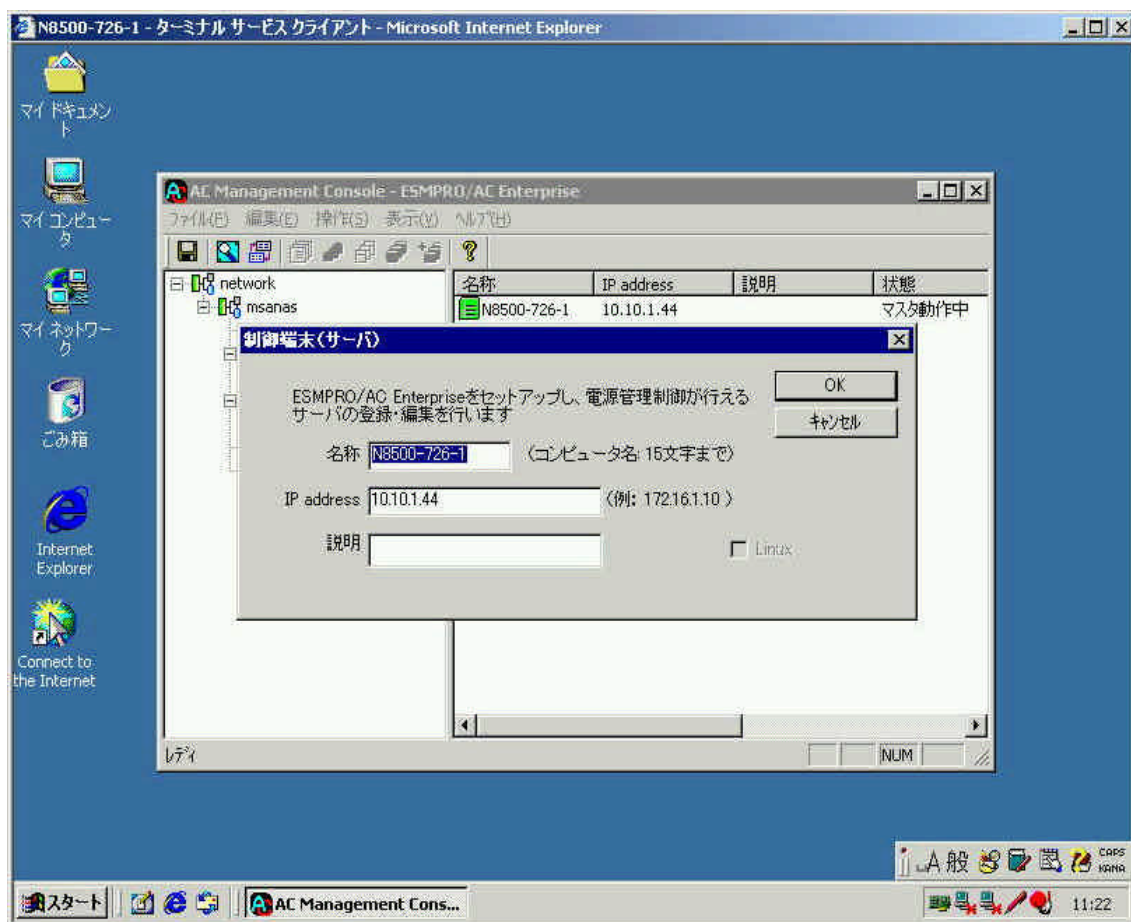 N8500-726-1 - ターミナル サービス クライアント - Microsoft Internet Explorer
マイ ドキュメント
マイ コンピュータ
マイ ネットワーク
ごみ箱
Internet Explorer
Connect to the Internet
AC Management Console - ESMPRO/AC Enterprise
ファイル(F) 編集(E) 操作(S) 表示(V) ヘルプ(H)
network
msanas
名称 IP address 説明 状態
N8500-726-1 10.10.1.44 マスタ動作中
制御端末(サーバ)
ESMPRO/AC Enterpriseをセットアップし、電源管理制御が行える
サーバの登録・編集を行います
OK
キャンセル
名称 N8500-726-1 (コンピュータ名: 15文字まで)
IP address 10.10.1.44 (例: 172.16.1.10 )
説明
Linux
レディ
NUM
A 般
CAPS
KANA
スタート
AC Management Cons...
11:22